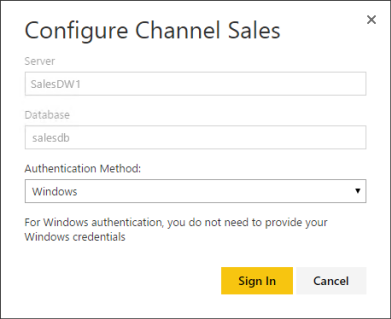 Configure Channel Sales
Server
SalesDW1
Database
salesdb
Authentication Method:
Windows
For Windows authentication, you do not need to provide your
Windows credentials
Sign In
Cancel